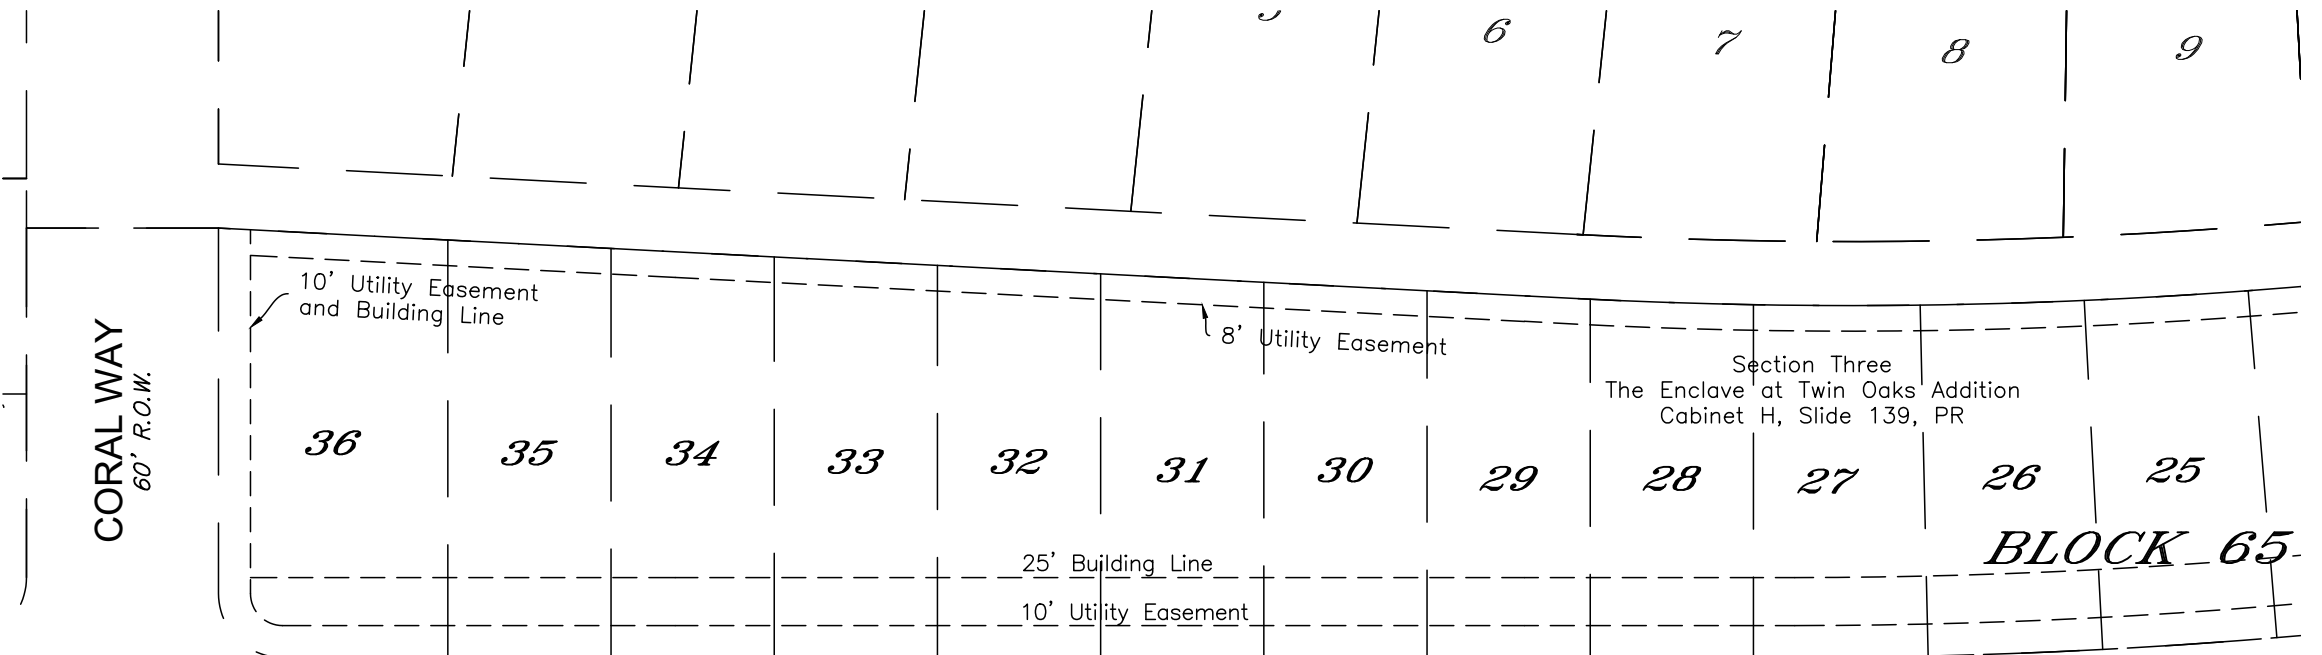 6
7
8
9
10' Utility Easement
and Building Line
8' Utility Easement
Section Three
The Enclave at Twin Oaks Addition
Cabinet H, Slide 139, PR
CORAL WAY
60' R.O.W.
36
35
34
33
32
31
30
29
28
27
26
25
BLOCK 65
25' Building Line
10' Utility Easement